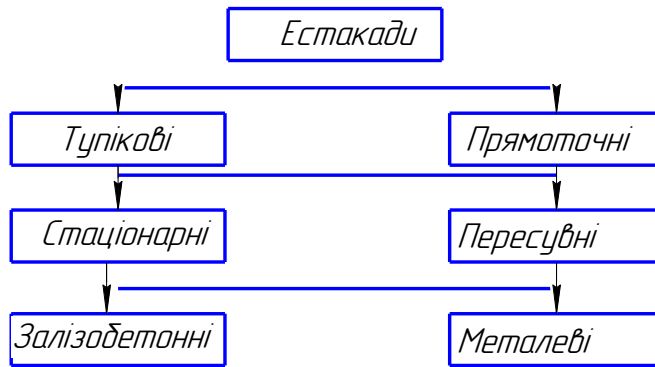 Естакади
Тупікові
Прямоточні
Стаціонарні
Пересувні
Залізобетонні
Металеві